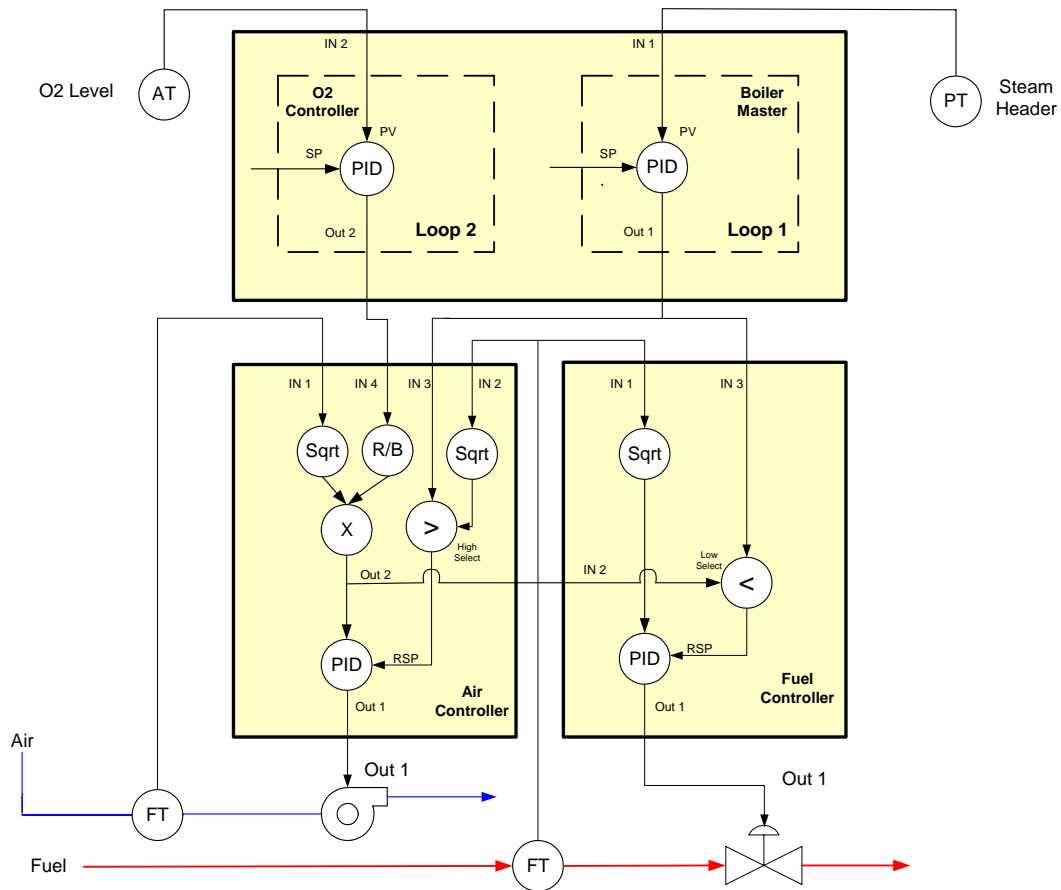 IN 2
IN 1
O2 Level
AT
O2
Controller
Boiler
Master
PT
Steam
Header
PV
PV
SP
PID
SP
PID
Out 2
Loop 2
Out 1
Loop 1
IN 1
IN 4
IN 3
IN 2
IN 1
IN 3
Sqrt
R/B
Sqrt
Sqrt
X
>
High
Select
Low
Select
Out 2
IN 2
<
PID
RSP
PID
RSP
Air
Controller
Fuel
Controller
Out 1
Out 1
Air
Out 1
Out 1
FT
Fuel
FT